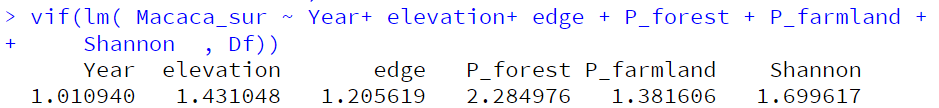 > vif(lm( Macaca_sur ~ Year+ elevation+ edge + P_forest + P_farmland +
+     Shannon  , Df))
     Year elevation      edge  P_forest P_farmland   Shannon
 1.010940  1.431048  1.205619  2.284976   1.381606  1.699617